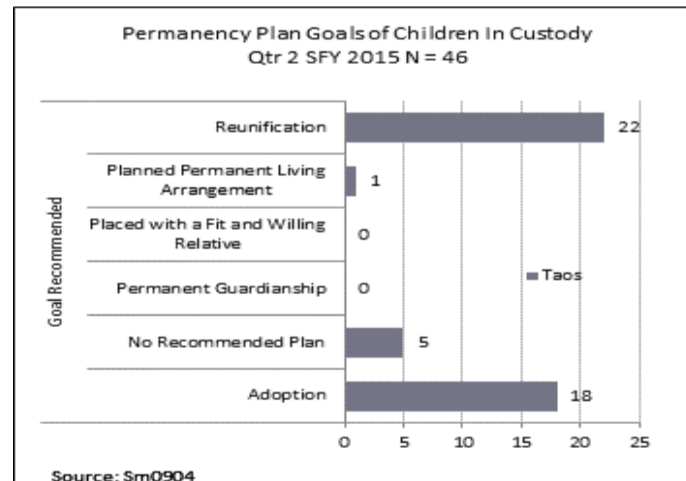 Permanency Plan Goals of Children In Custody
Qtr 2 SFY 2015 N = 46
Goal Recommended
Reunification
22
Planned Permanent Living
Arrangement
1
Placed with a Fit and Willing
Relative
0
Permanent Guardianship
0
Taos
No Recommended Plan
5
Adoption
18
0 5 10 15 20 25
Source: Sm0904